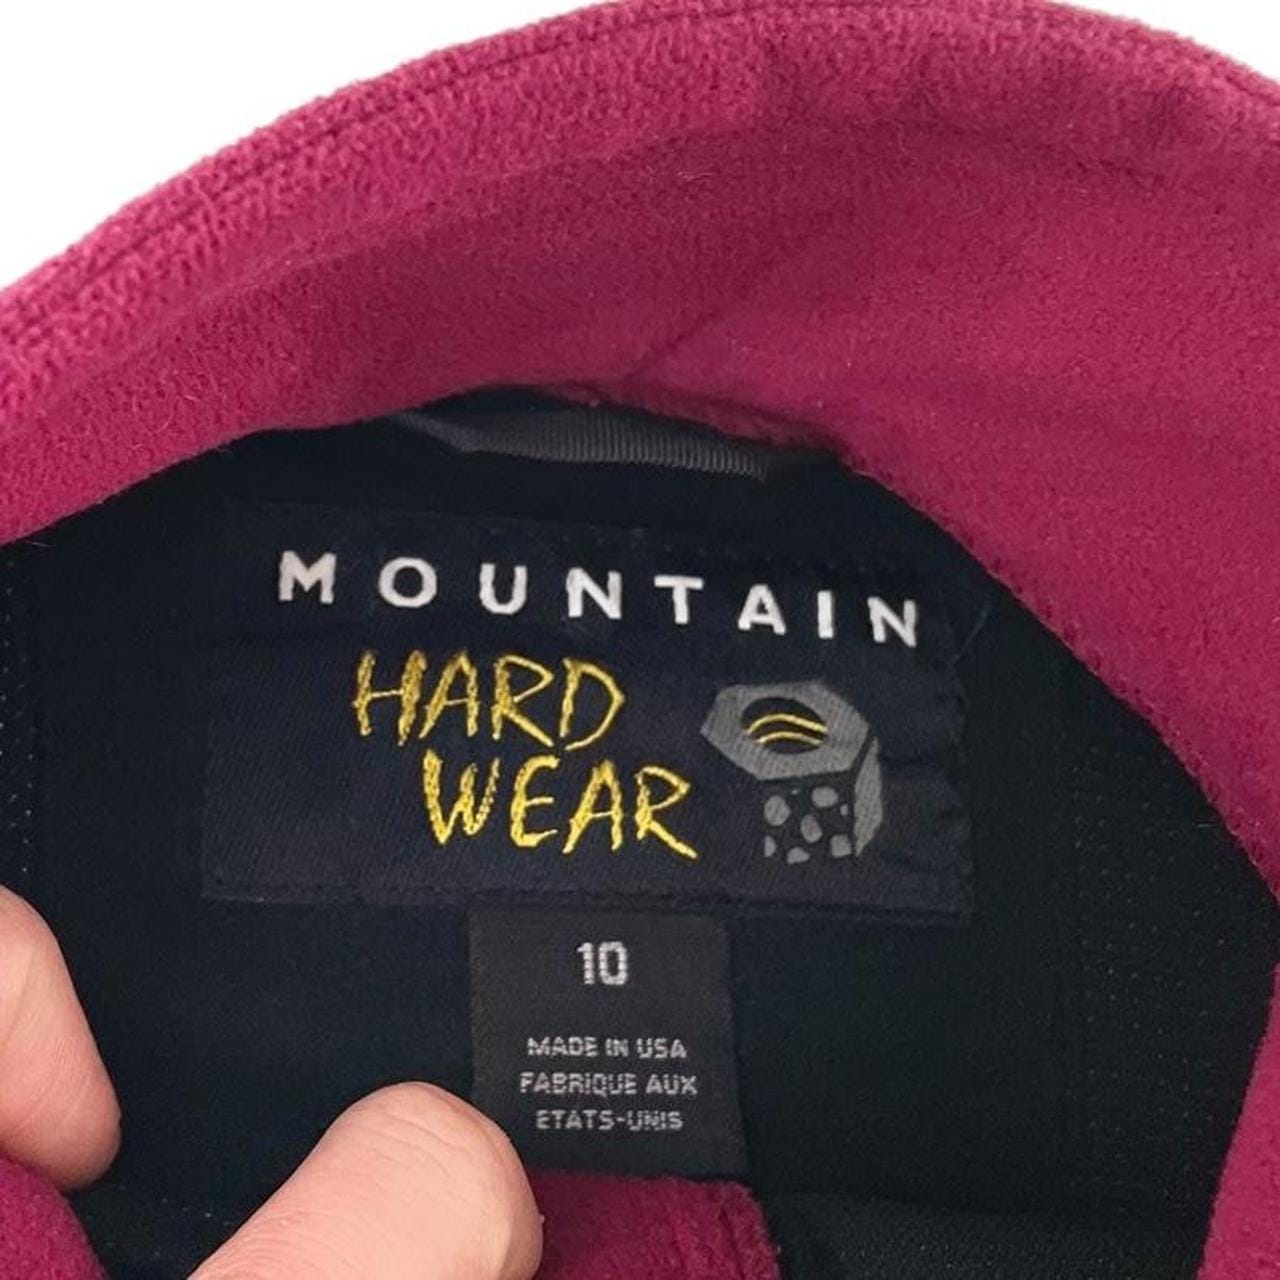 MOUNTAIN
HARD
WEAR
10
MADE IN USA
FABRIQUE AUX
ETATS-UNIS